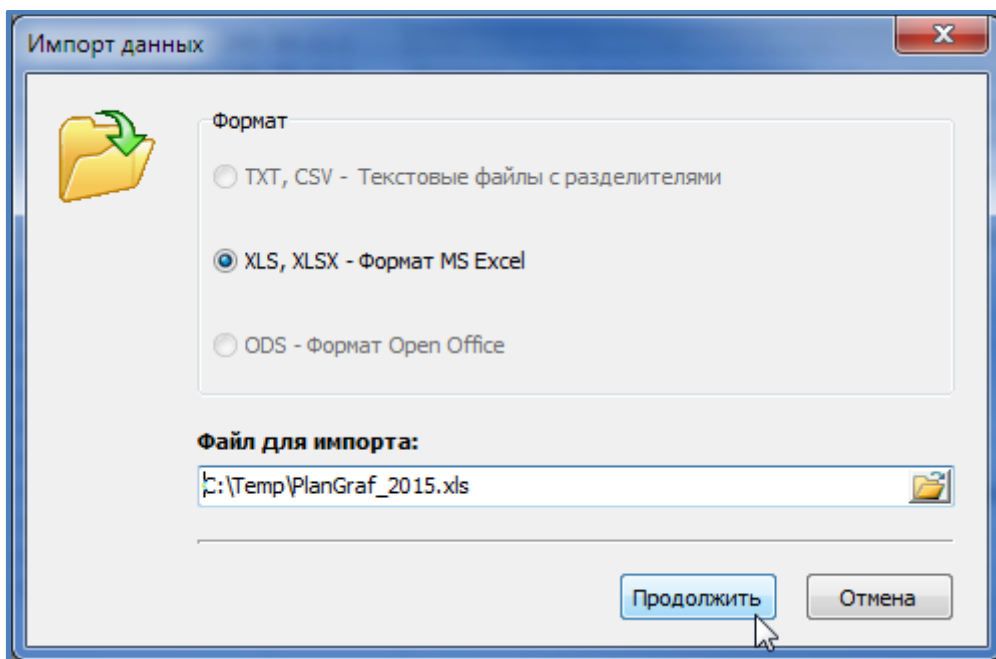 Импорт данных
Формат
TXT, CSV - Текстовые файлы с разделителями
XLS, XLSX - Формат MS Excel
ODS - Формат Open Office
Файл для импорта:
C:\Temp\PlanGraf_2015.xls
Продолжить
Отмена